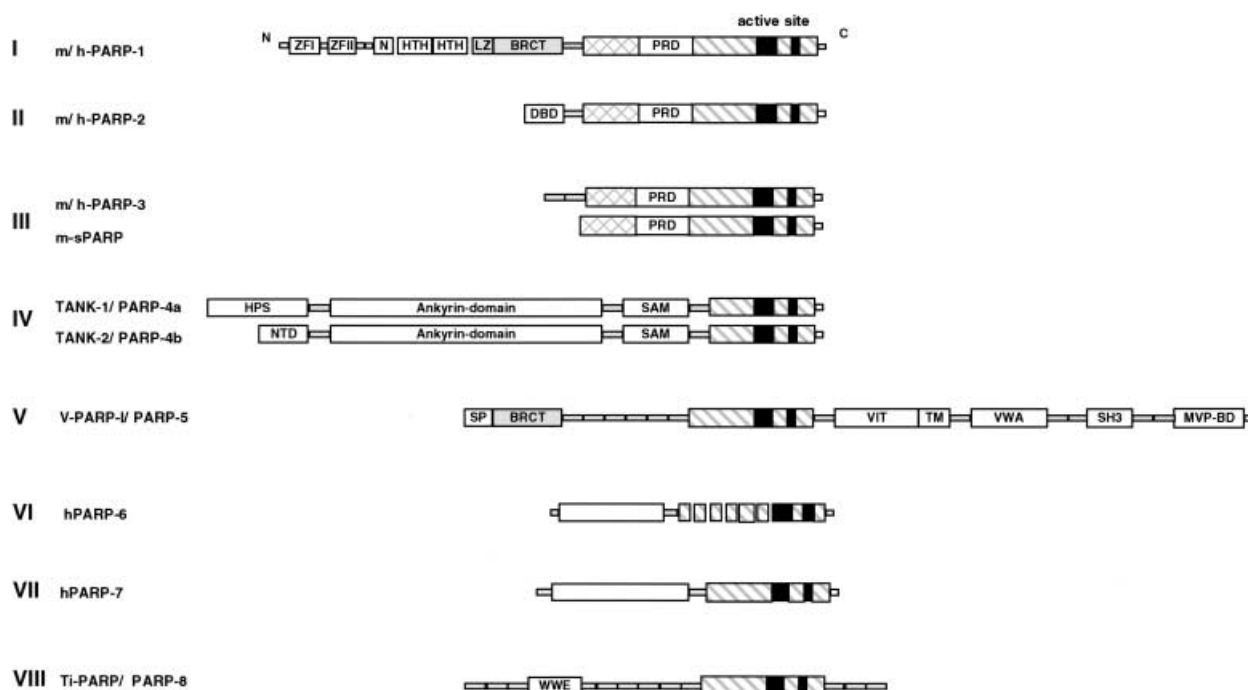 active site
N C
I m/ h-PARP-1 ZFI ZFII N HTH HTH LZ BRCT PRD
II m/ h-PARP-2 DBD PRD
m/ h-PARP-3 PRD
III
m-sPARP PRD
TANK-1/ PARP-4a HPS Ankyrin-domain SAM
IV
TANK-2/ PARP-4b NTD Ankyrin-domain SAM
V V-PARP-I/ PARP-5 SP BRCT VIT TM VWA SH3 MVP-BD
VI hPARP-6
VII hPARP-7
VIII Ti-PARP/ PARP-8 WWE